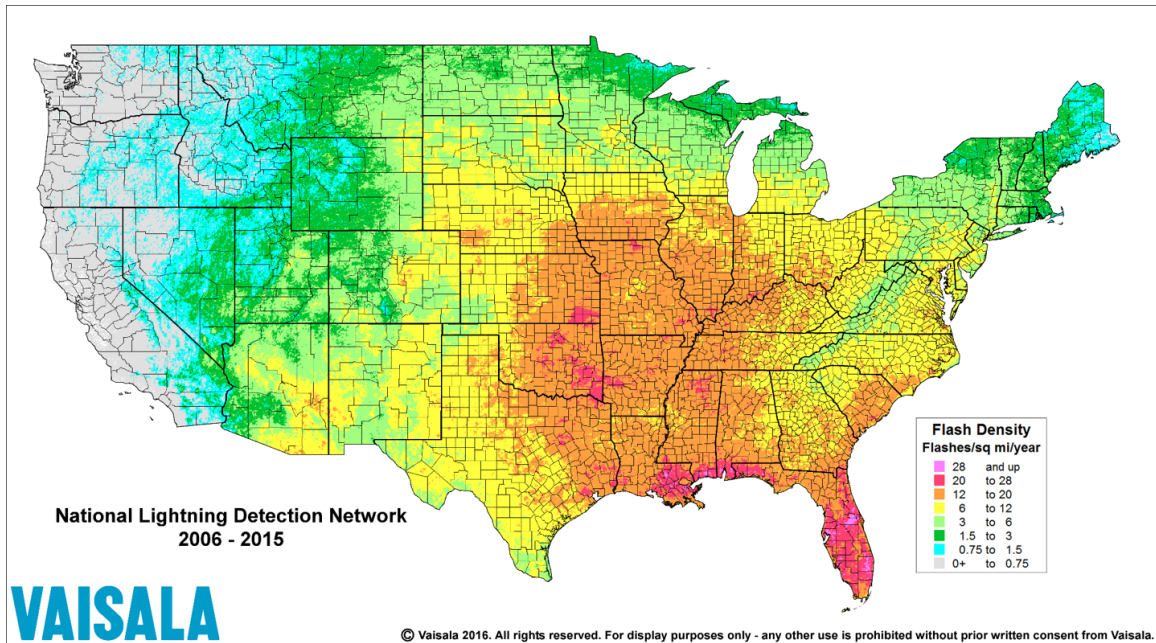 National Lightning Detection Network
2006 - 2015
Flash Density
Flashes/sq mi/year
28 and up
20 to 28
12 to 20
6 to 12
3 to 6
1.5 to 3
0.75 to 1.5
0+ to 0.75
VAISALA
© Vaisala 2016. All rights reserved. For display purposes only - any other use is prohibited without prior written consent from Vaisala.